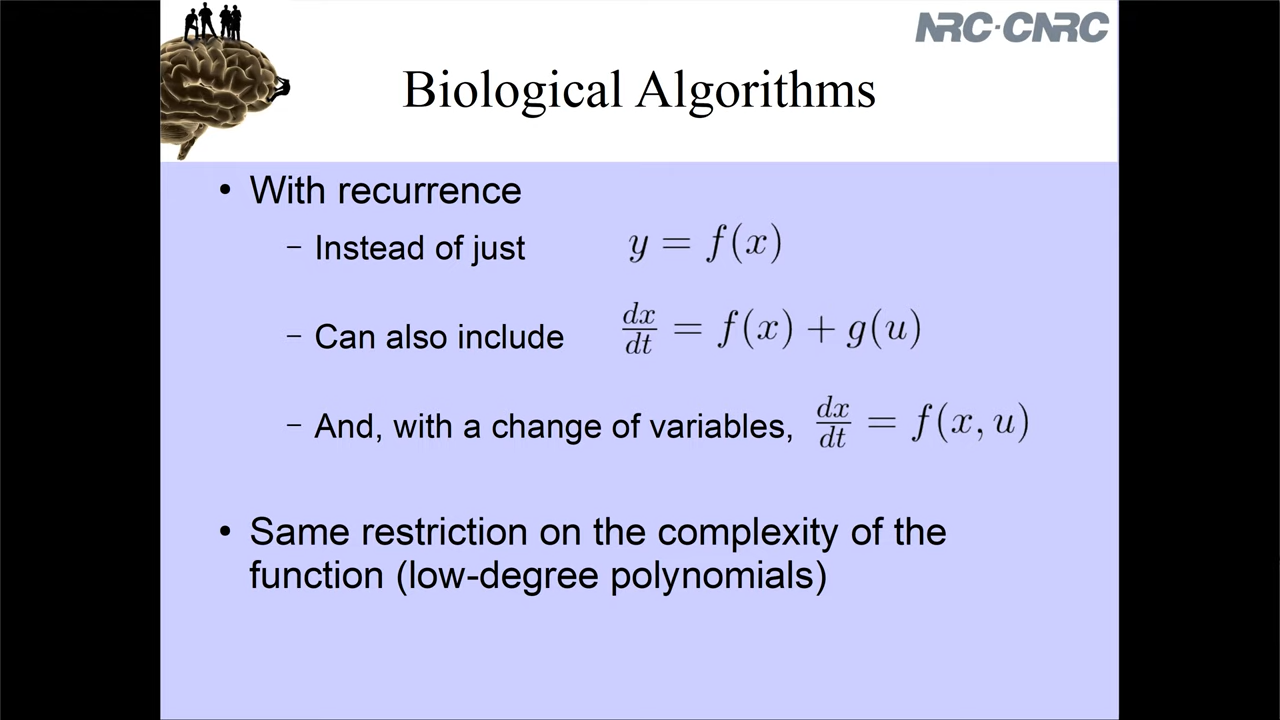 NRC·CNRC
Biological Algorithms
• With recurrence
– Instead of just y = f(x)
– Can also include dx/dt = f(x) + g(u)
– And, with a change of variables, dx/dt = f(x, u)
• Same restriction on the complexity of the
function (low-degree polynomials)